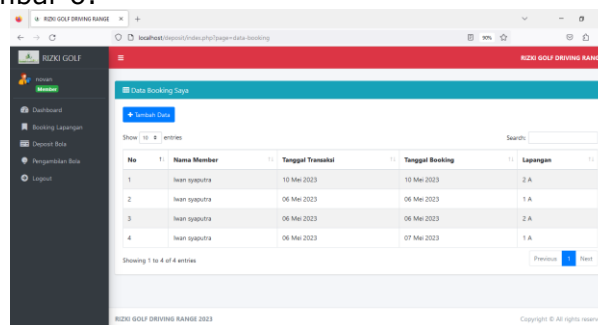 RIZKI GOLF DRIVING RANGE
localhost/deposit/index.php?page=data-booking
90%
RIZKI GOLF
RIZKI GOLF DRIVING RANG
novan
Member
Dashboard
Booking Lapangan
Deposit Bola
Pengambilan Bola
Logout
Data Booking Saya
+ Tambah Data
Show 10 entries
Search:
No Nama Member Tanggal Transaksi Tanggal Booking Lapangan
1 Iwan syaputra 10 Mei 2023 10 Mei 2023 2 A
2 Iwan syaputra 06 Mei 2023 06 Mei 2023 1 A
3 Iwan syaputra 06 Mei 2023 06 Mei 2023 2 A
4 Iwan syaputra 06 Mei 2023 07 Mei 2023 1 A
Showing 1 to 4 of 4 entries
Previous 1 Next
RIZKI GOLF DRIVING RANGE 2023
Copyright © All rights reserv